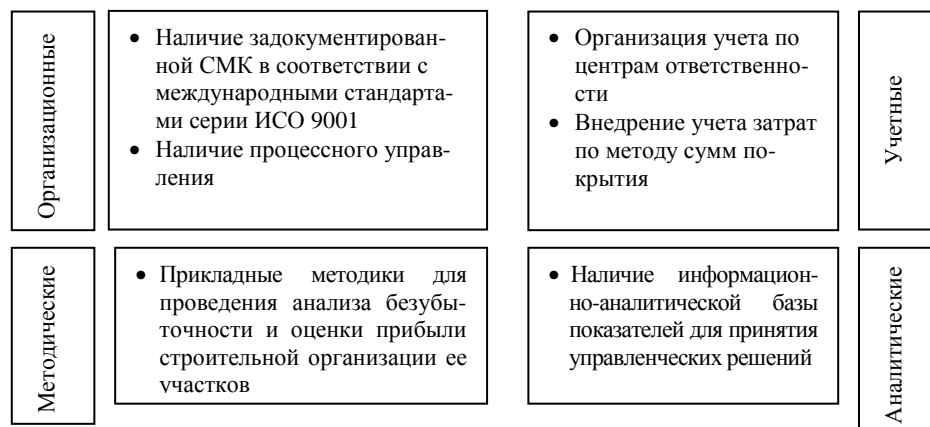 Организационные
• Наличие задокументирован-
ной СМК в соответствии с
международными стандарта-
ми серии ИСО 9001
• Наличие процессного управ-
ления
• Организация учета по
центрам ответственно-
сти
• Внедрение учета затрат
по методу сумм по-
крытия
Учетные
Методические
• Прикладные методики для
проведения анализа безубы-
точности и оценки прибыли
строительной организации ее
участков
• Наличие информацион-
но-аналитической базы
показателей для принятия
управленческих решений
Аналитические